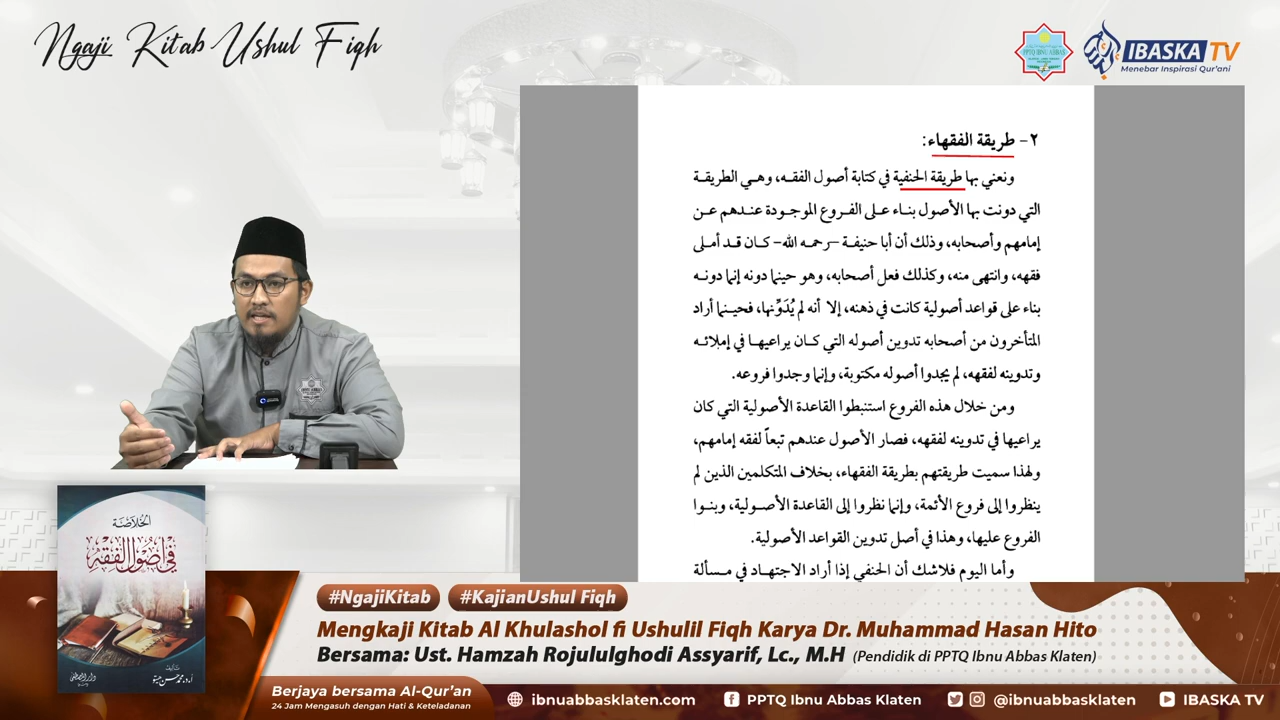 Ngaji Kitab Ushul Fiqh
PPTQ IBNU ABBAS
IBASKA TV
Menebar Inspirasi Qur'ani
٢- طريقة الفقهاء:
ونعني بها طريقة الحنفية في كتابة أصول الفقه، وهي الطريقة
التي دونت بها الأصول بناء على الفروع الموجودة عندهم عن
إمامهم وأصحابه، وذلك أن أبا حنيفة -رحمه الله- كان قد أملى
فقهه، وانتهى منه، وكذلك فعل أصحابه، وهو حينما دونه إنما دونه
بناء على قواعد أصولية كانت في ذهنه، إلا أنه لم يُدَوِّنها، فحينما أراد
المتأخرون من أصحابه تدوين أصوله التي كان يراعيها في إملائه
وتدوينه لفقهه، لم يجدوا أصوله مكتوبة، وإنما وجدوا فروعه.
ومن خلال هذه الفروع استنبطوا القاعدة الأصولية التي كان
يراعيها في تدوينه لفقهه، فصار الأصول عندهم تبعاً لفقه إمامهم،
ولهذا سميت طريقتهم بطريقة الفقهاء، بخلاف المتكلمين الذين لم
ينظروا إلى فروع الأئمة، وإنما نظروا إلى القاعدة الأصولية، وبنوا
الفروع عليها، وهذا في أصل تدوين القواعد الأصولية.
وأما اليوم فلاشك أن الحنفي إذا أراد الاجتهاد في مسألة
الخلاصة
في أصول الفقه
#NgajiKitab #KajianUshul Fiqh
Mengkaji Kitab Al Khulashol fi Ushulil Fiqh Karya Dr. Muhammad Hasan Hito
Bersama: Ust. Hamzah Rojululghodi Assyarif, Lc., M.H (Pendidik di PPTQ Ibnu Abbas Klaten)
Berjaya bersama Al-Qur'an
24 Jam Mengasuh dengan Hati & Keteladanan
ibnuabbasklaten.com PPTQ Ibnu Abbas Klaten @ibnuabbasklaten IBASKA TV